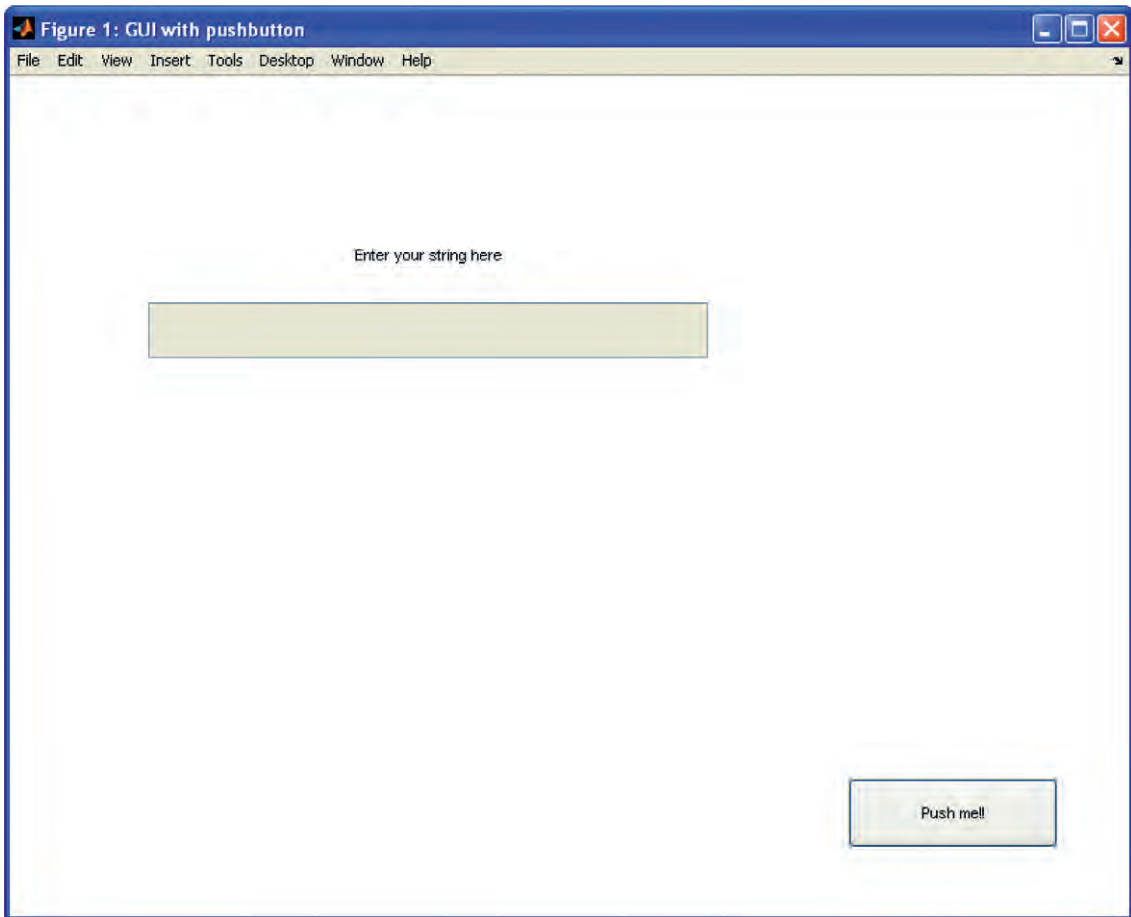 Figure 1: GUI with pushbutton
File Edit View Insert Tools Desktop Window Help
Enter your string here
Push me!!